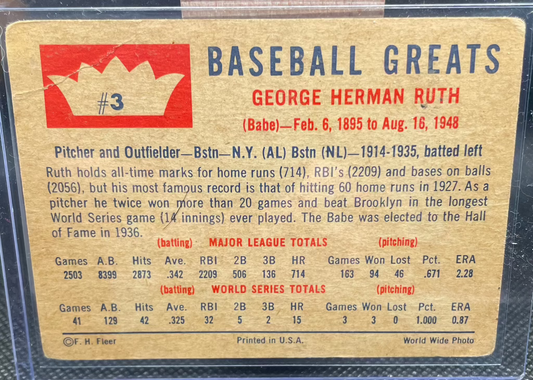 BASEBALL GREATS
#3
GEORGE HERMAN RUTH
(Babe)—Feb. 6, 1895 to Aug. 16, 1948
Pitcher and Outfielder—Bstn—N.Y. (AL) Bstn (NL)—1914-1935, batted left
Ruth holds all-time marks for home runs (714), RBI's (2209) and bases on balls
(2056), but his most famous record is that of hitting 60 home runs in 1927. As a
pitcher he twice won more than 20 games and beat Brooklyn in the longest
World Series game (14 innings) ever played. The Babe was elected to the Hall
of Fame in 1936.
(batting) MAJOR LEAGUE TOTALS (pitching)
Games A.B. Hits Ave. RBI 2B 3B HR Games Won Lost Pct. ERA
2503 8399 2873 .342 2209 506 136 714 163 94 46 .671 2.28
(batting) WORLD SERIES TOTALS (pitching)
Games A.B. Hits Ave. RBI 2B 3B HR Games Won Lost Pct. ERA
41 129 42 .325 32 5 2 15 3 3 0 1.000 0.87
©F. H. Fleer Printed in U.S.A. World Wide Photo